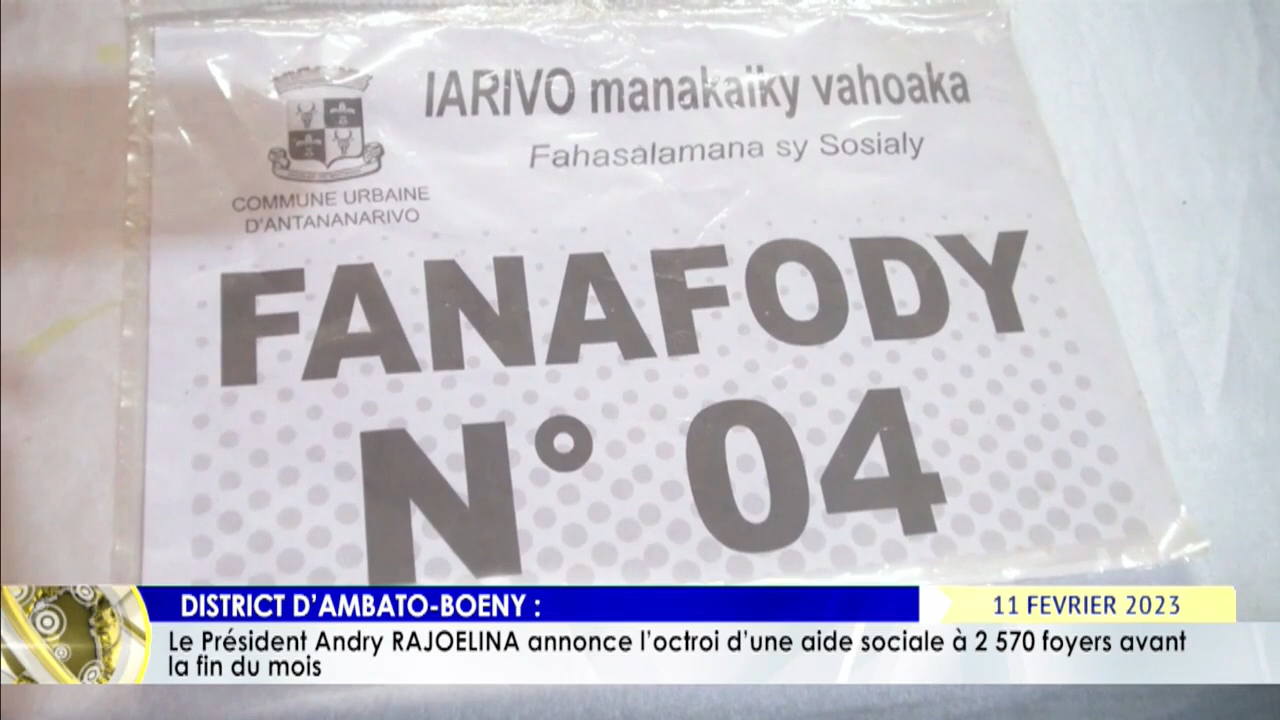 IARIVO manakaiky vahoaka
Fahasalamana sy Sosialy
COMMUNE URBAINE
D'ANTANANARIVO
FANAFODY
N° 04
DISTRICT D'AMBATO-BOENY :
11 FEVRIER 2023
Le Président Andry RAJOELINA annonce l'octroi d'une aide sociale à 2 570 foyers avant
la fin du mois